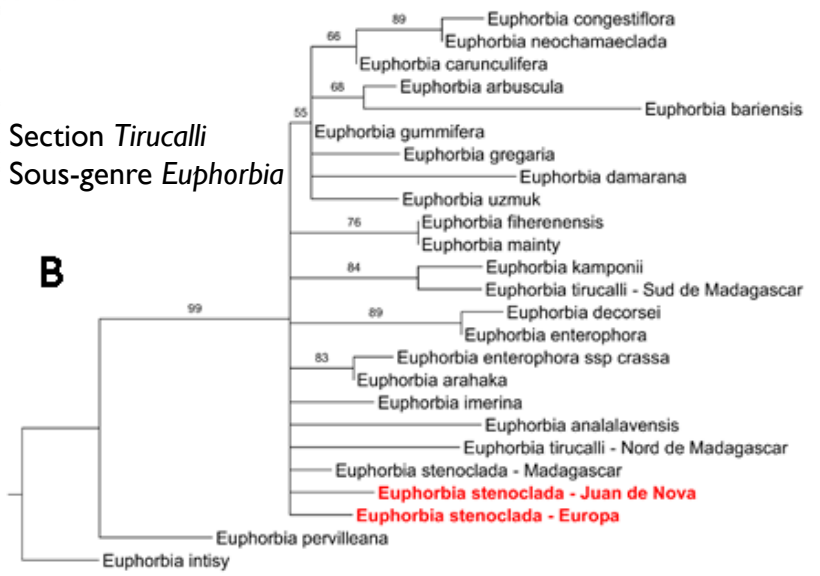 89
Euphorbia congestiflora
66
Euphorbia neochamaeclada
Euphorbia carunculifera
68
Euphorbia arbuscula
Euphorbia bariensis
55
Section Tirucalli
Euphorbia gummifera
Euphorbia gregaria
Sous-genre Euphorbia
Euphorbia damarana
Euphorbia uzmuk
76
Euphorbia fiherenensis
Euphorbia mainty
B
84
Euphorbia kamponii
Euphorbia tirucalli - Sud de Madagascar
99
89
Euphorbia decorsei
Euphorbia enterophora
83
Euphorbia enterophora ssp crassa
Euphorbia arahaka
Euphorbia imerina
Euphorbia analalavensis
Euphorbia tirucalli - Nord de Madagascar
Euphorbia stenoclada - Madagascar
Euphorbia stenoclada - Juan de Nova
Euphorbia stenoclada - Europa
Euphorbia pervilleana
Euphorbia intisy